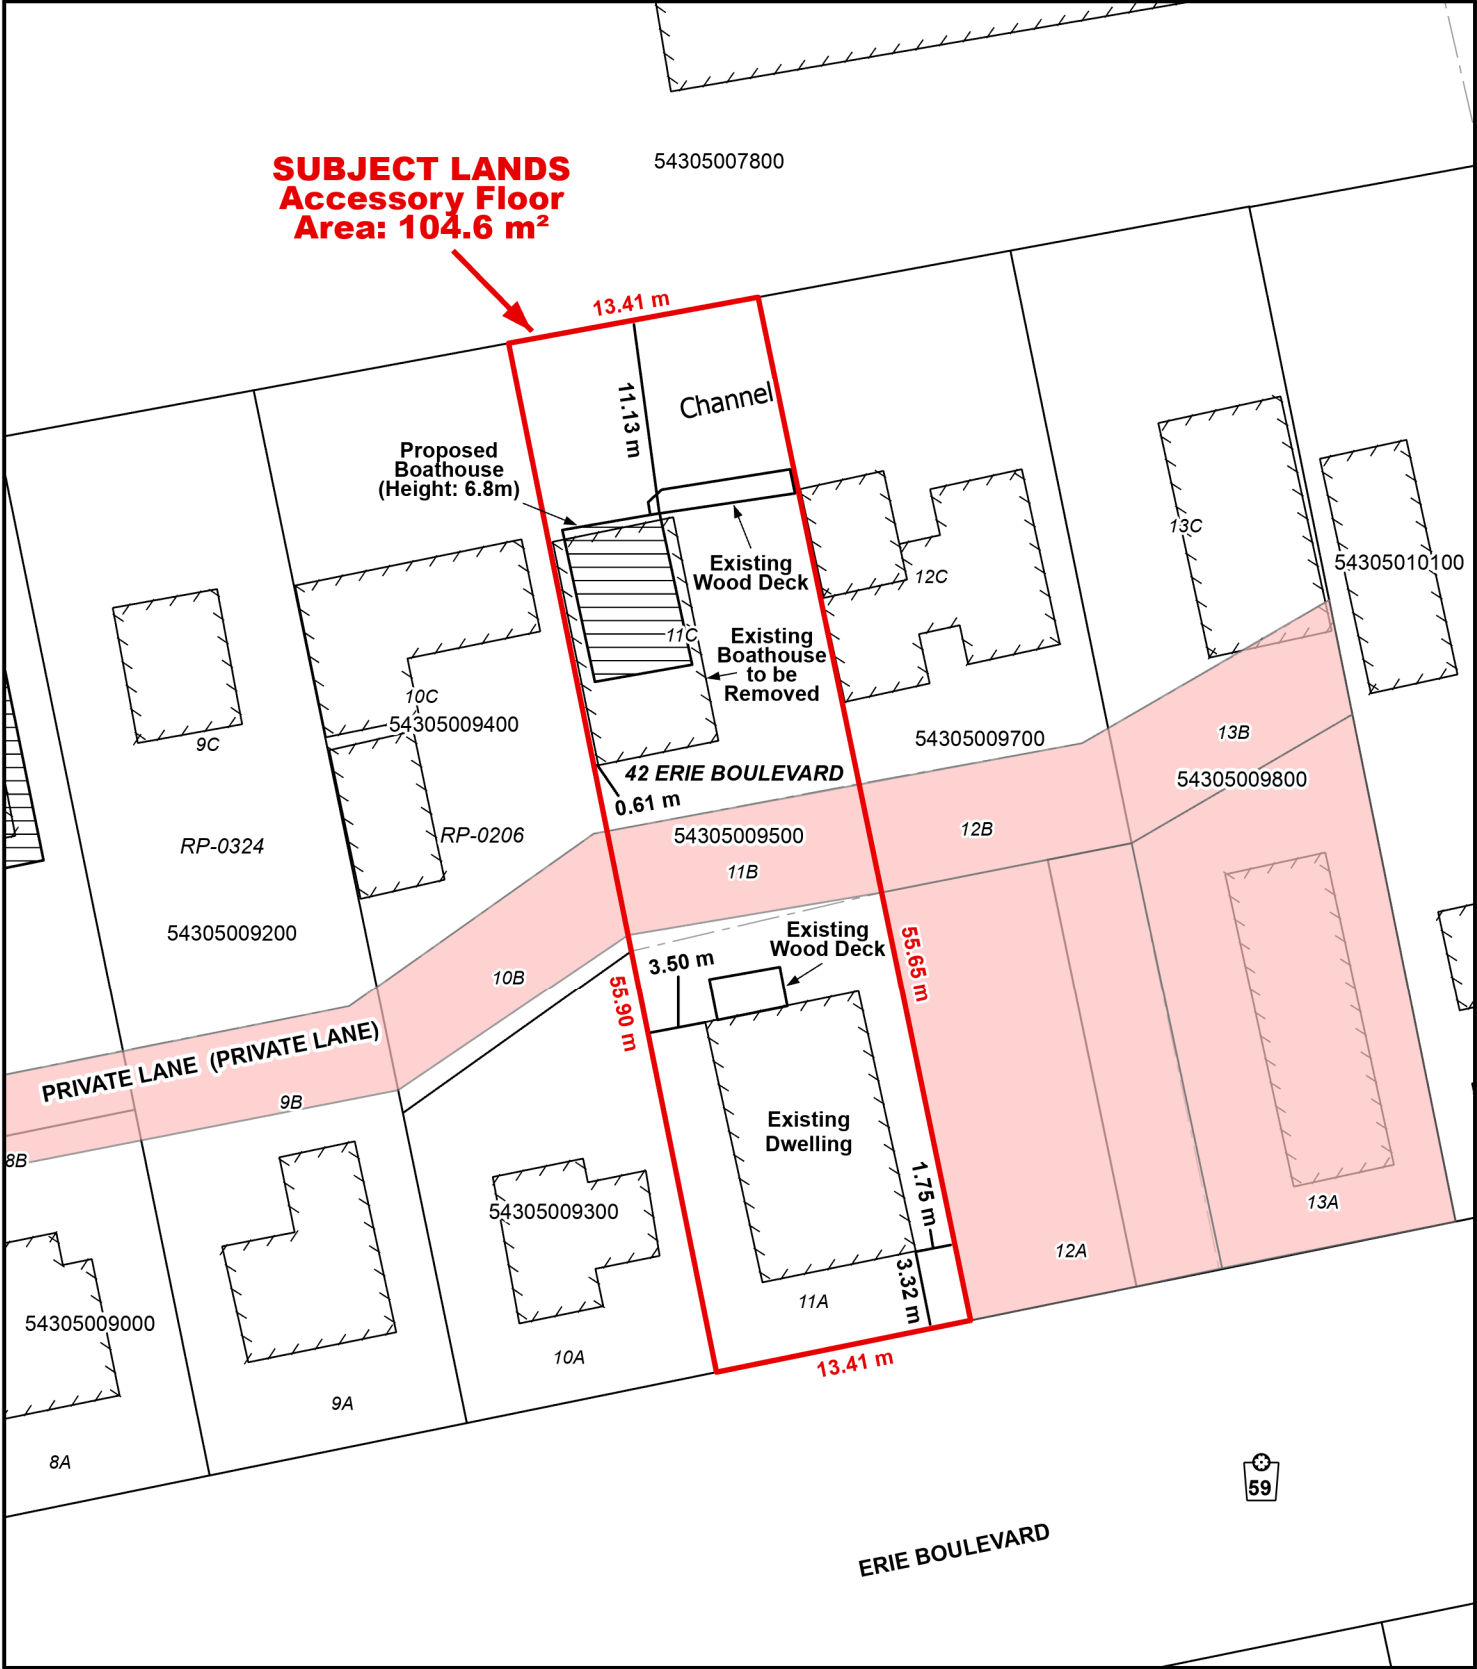 54305007800
SUBJECT LANDS
Accessory Floor
Area: 104.6 m²
13.41 m
11.13 m
Channel
Proposed
Boathouse
(Height: 6.8m)
Existing
Wood Deck
11C
Existing
Boathouse
to be
Removed
12C
13C
54305010100
9C
10C
54305009400
54305009700
13B
54305009800
42 ERIE BOULEVARD
0.61 m
RP-0324
RP-0206
54305009500
11B
12B
54305009200
10B
3.50 m
Existing
Wood Deck
55.65 m
55.90 m
PRIVATE LANE (PRIVATE LANE)
9B
8B
Existing
Dwelling
1.75 m
3.32 m
54305009300
13A
12A
11A
54305009000
10A
13.41 m
9A
8A
59
ERIE BOULEVARD